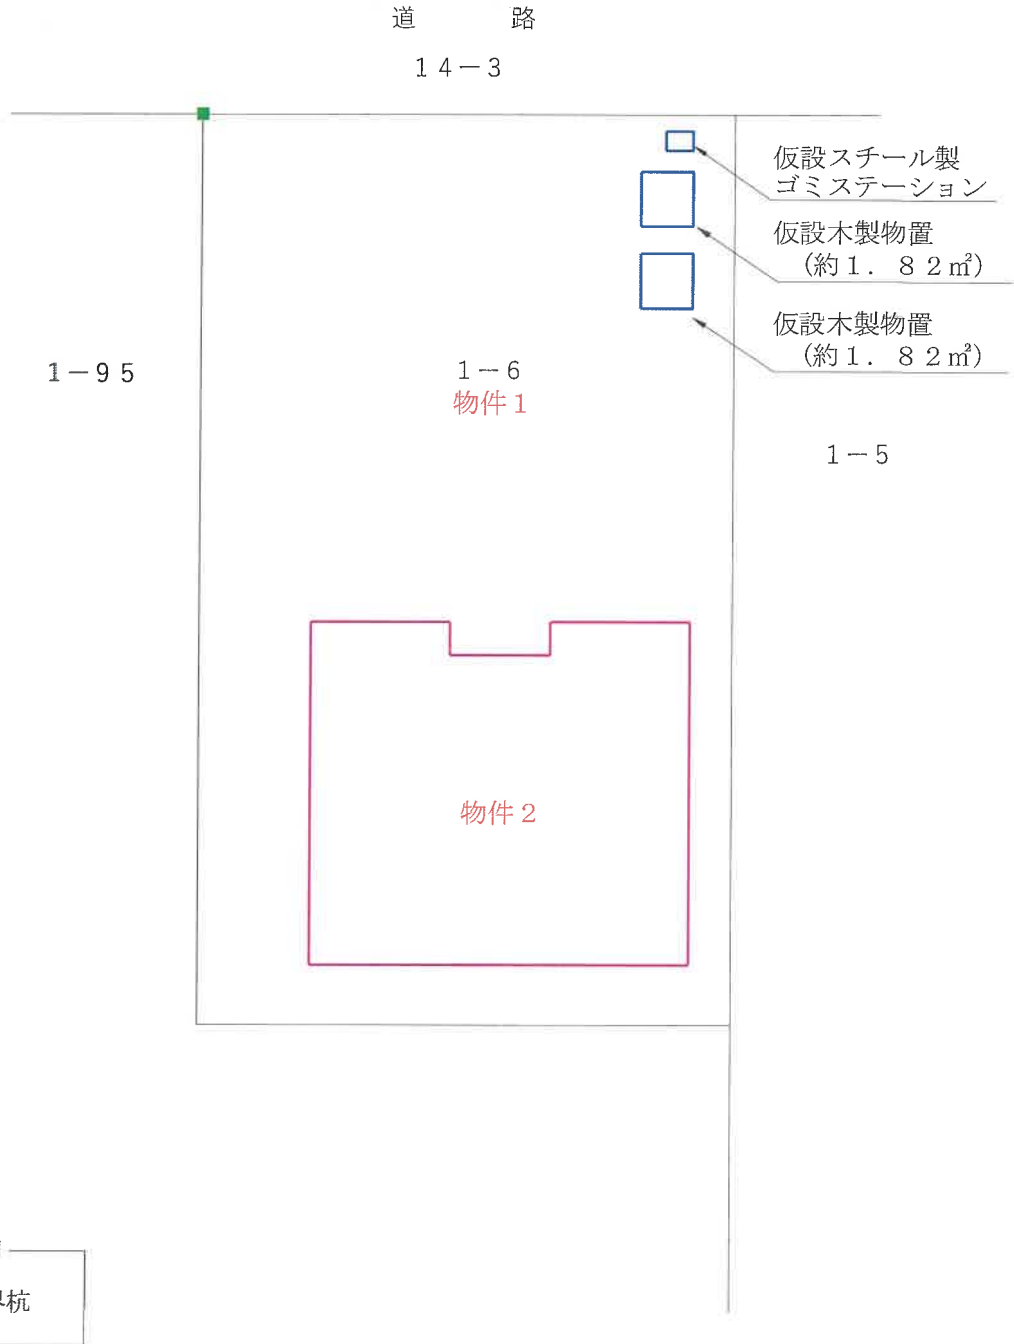 道　路
14－3
仮設スチール製
ゴミステーション
仮設木製物置
(約1．82㎡)
仮設木製物置
(約1．82㎡)
1－95
1－6
物件1
1－5
物件2
杭